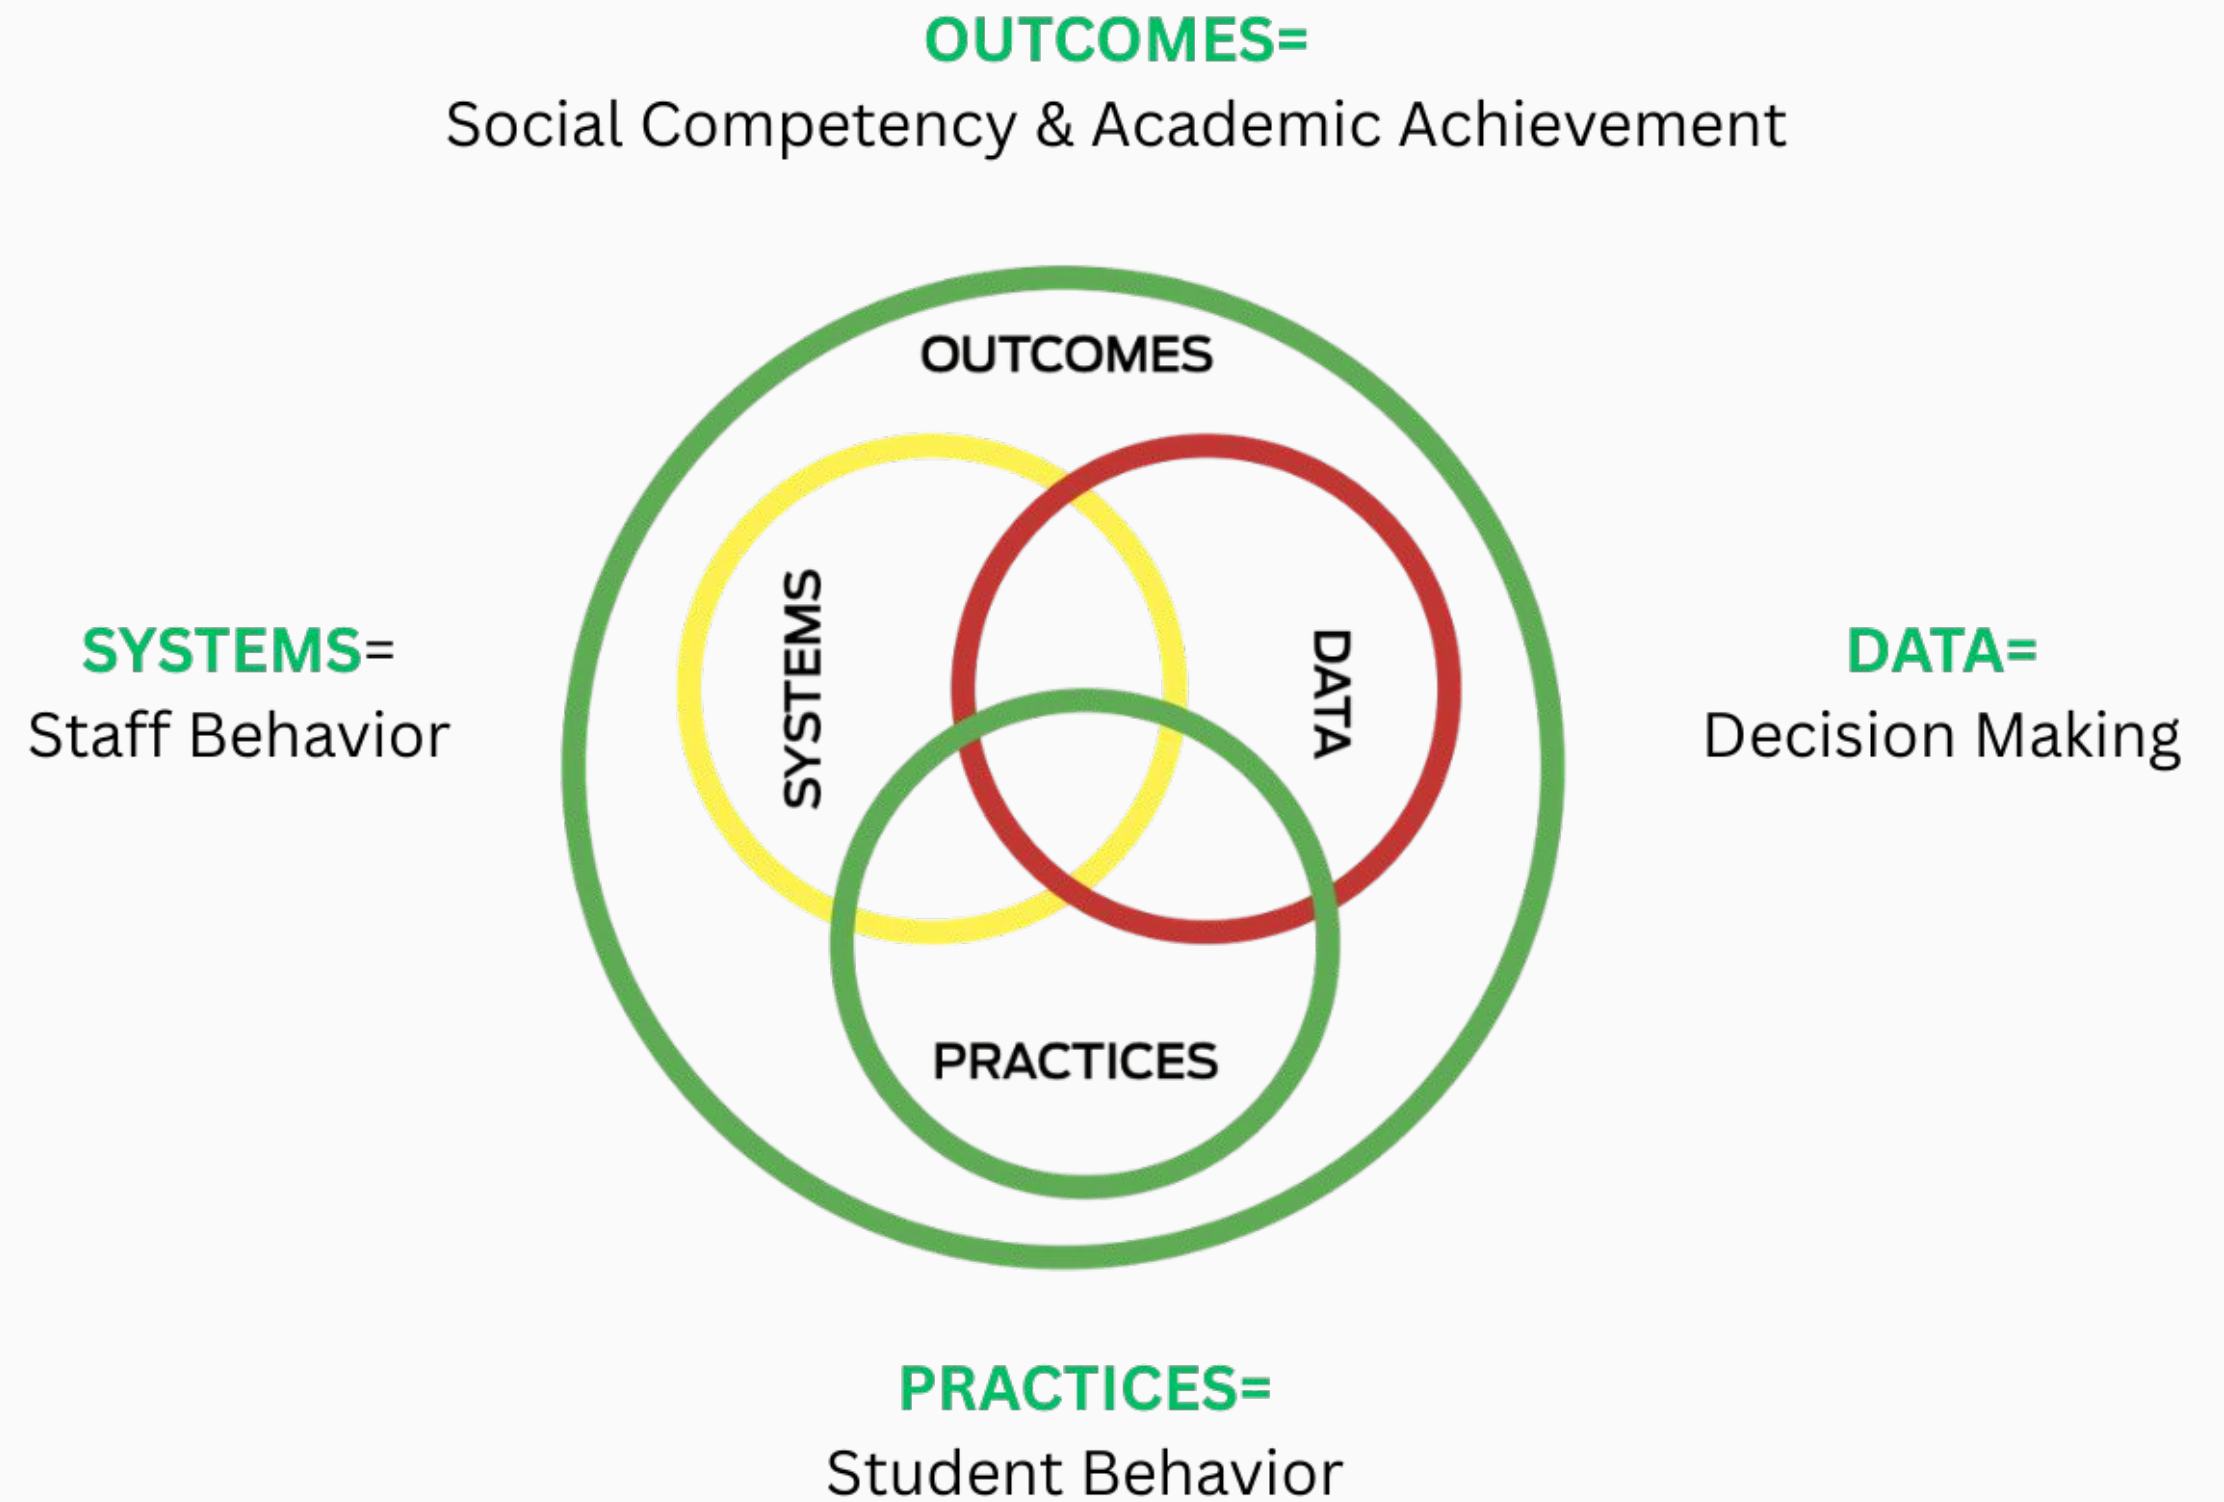 OUTCOMES=
Social Competency & Academic Achievement
OUTCOMES
SYSTEMS
DATA
SYSTEMS=
Staff Behavior
DATA=
Decision Making
PRACTICES
PRACTICES=
Student Behavior